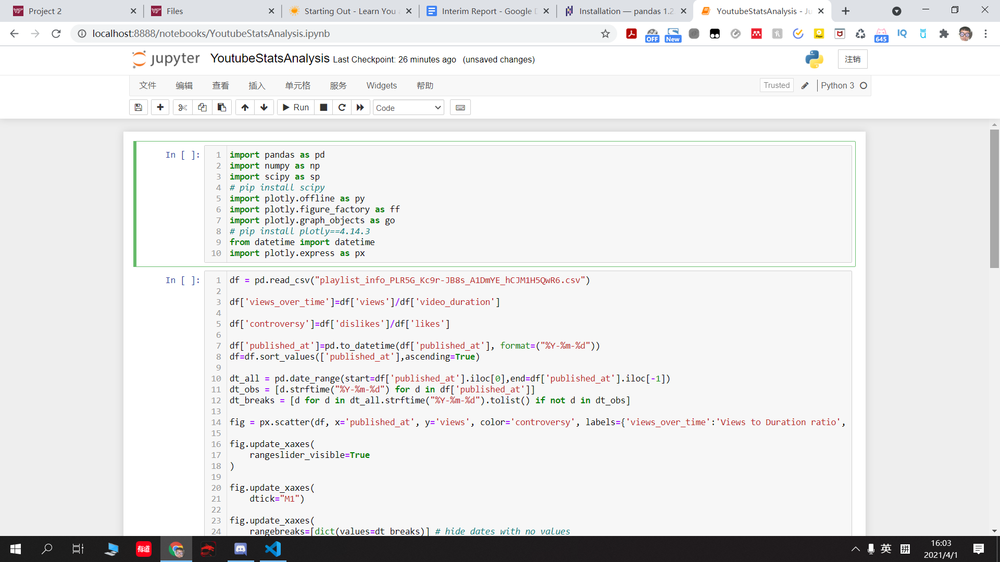 Project 2
Files
Starting Out - Learn You
Interim Report - Google
Installation — pandas 1.2
YoutubeStatsAnalysis - Ju
localhost:8888/notebooks/YoutubeStatsAnalysis.ipynb
OFF
New
645
IQ
jupyter YoutubeStatsAnalysis Last Checkpoint: 26 minutes ago (unsaved changes)
注销
文件 编辑 查看 插入 单元格 服务 Widgets 帮助
Trusted Python 3
Run Code
In [ ]:
1 import pandas as pd
2 import numpy as np
3 import scipy as sp
4 # pip install scipy
5 import plotly.offline as py
6 import plotly.figure_factory as ff
7 import plotly.graph_objects as go
8 # pip install plotly==4.14.3
9 from datetime import datetime
10 import plotly.express as px
In [ ]:
1 df = pd.read_csv("playlist_info_PLR5G_Kc9r-JB8s_A1DmYE_hCJM1H5QwR6.csv")
2
3 df['views_over_time']=df['views']/df['video_duration']
4
5 df['controversy']=df['dislikes']/df['likes']
6
7 df['published_at']=pd.to_datetime(df['published_at'], format=("%Y-%m-%d"))
8 df=df.sort_values(['published_at'],ascending=True)
9
10 dt_all = pd.date_range(start=df['published_at'].iloc[0],end=df['published_at'].iloc[-1])
11 dt_obs = [d.strftime("%Y-%m-%d") for d in df['published_at']]
12 dt_breaks = [d for d in dt_all.strftime("%Y-%m-%d").tolist() if not d in dt_obs]
13
14 fig = px.scatter(df, x='published_at', y='views', color='controversy', labels={'views_over_time':'Views to Duration ratio',
15
16 fig.update_xaxes(
17     rangeslider_visible=True
18 )
19
20 fig.update_xaxes(
21     dtick="M1")
22
23 fig.update_xaxes(
24     rangebreaks=[dict(values=dt_breaks)] # hide dates with no values
有道
英
拼
16:03
2021/4/1